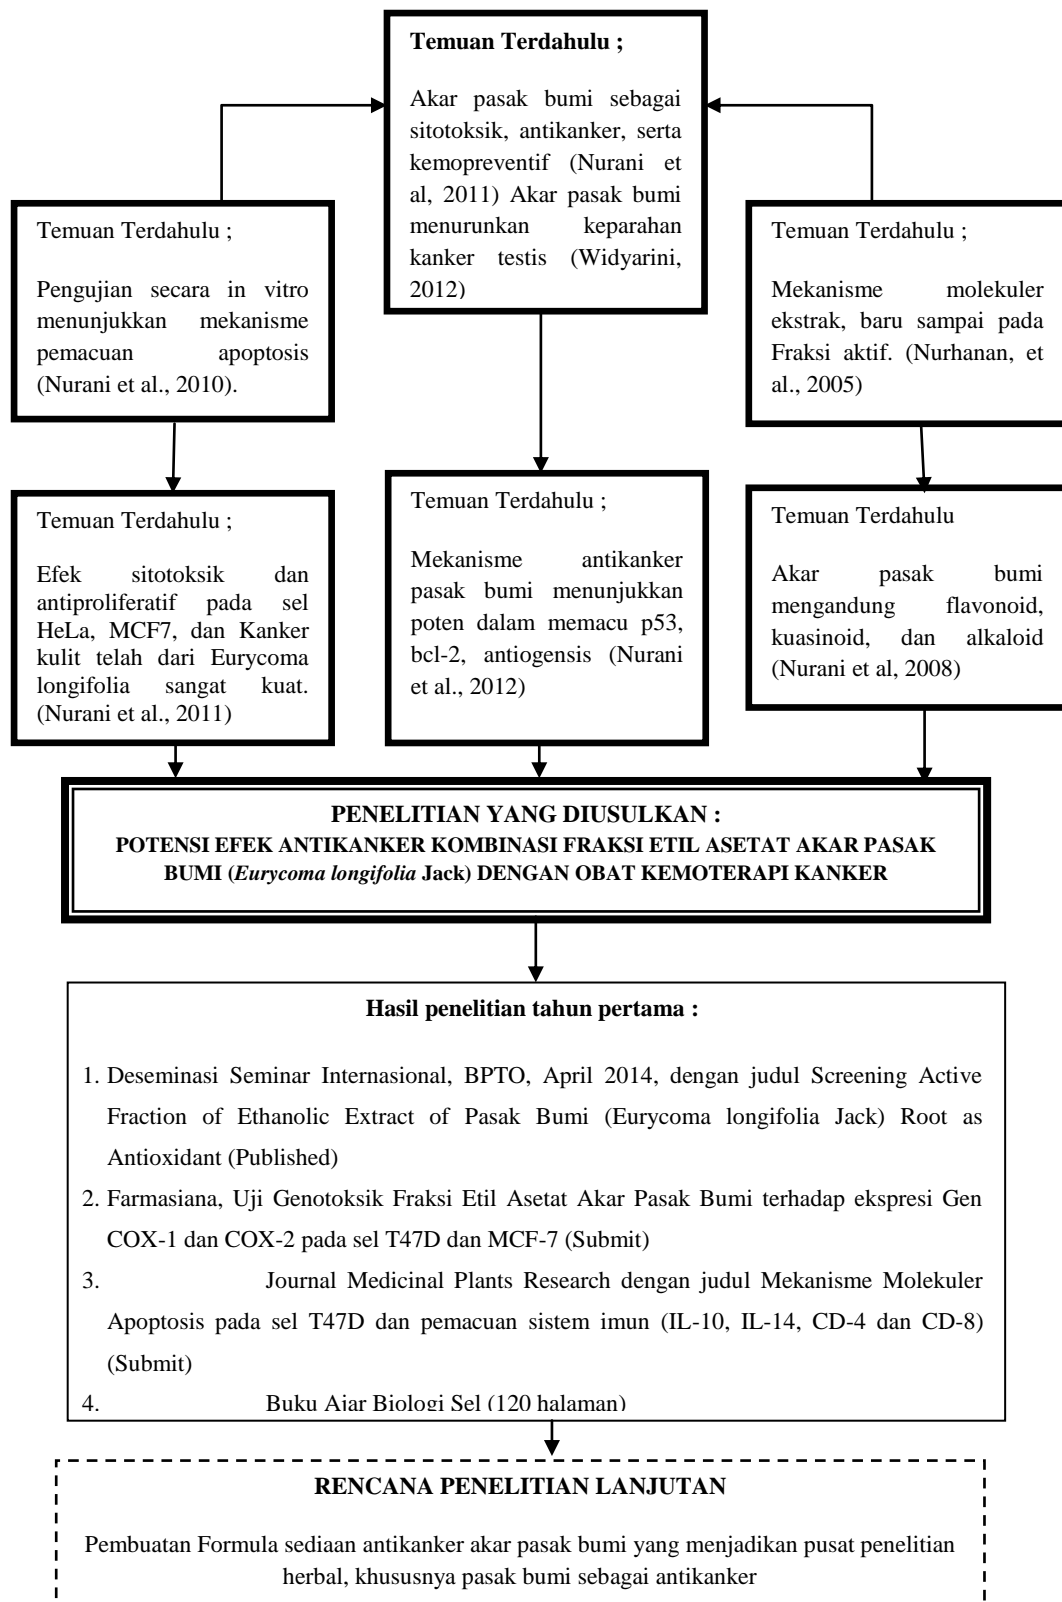 Temuan Terdahulu ;
Akar pasak bumi sebagai
sitotoksik, antikanker, serta
kemopreventif (Nurani et
al, 2011) Akar pasak bumi
menurunkan keparahan
kanker testis (Widyarini,
2012)
Temuan Terdahulu ;
Pengujian secara in vitro
menunjukkan mekanisme
pemacuan apoptosis
(Nurani et al., 2010).
Temuan Terdahulu ;
Mekanisme molekuler
ekstrak, baru sampai pada
Fraksi aktif. (Nurhanan, et
al., 2005)
Temuan Terdahulu ;
Efek sitotoksik dan
antiproliferatif pada sel
HeLa, MCF7, dan Kanker
kulit telah dari Eurycoma
longifolia sangat kuat.
(Nurani et al., 2011)
Temuan Terdahulu ;
Mekanisme antikanker
pasak bumi menunjukkan
poten dalam memacu p53,
bcl-2, antiogensis (Nurani
et al., 2012)
Temuan Terdahulu
Akar pasak bumi
mengandung flavonoid,
kuasinoid, dan alkaloid
(Nurani et al, 2008)
PENELITIAN YANG DIUSULKAN :
POTENSI EFEK ANTIKANKER KOMBINASI FRAKSI ETIL ASETAT AKAR PASAK
BUMI (Eurycoma longifolia Jack) DENGAN OBAT KEMOTERAPI KANKER
Hasil penelitian tahun pertama :
1. Deseminasi Seminar Internasional, BPTO, April 2014, dengan judul Screening Active
Fraction of Ethanolic Extract of Pasak Bumi (Eurycoma longifolia Jack) Root as
Antioxidant (Published)
2. Farmasiana, Uji Genotoksik Fraksi Etil Asetat Akar Pasak Bumi terhadap ekspresi Gen
COX-1 dan COX-2 pada sel T47D dan MCF-7 (Submit)
3. Journal Medicinal Plants Research dengan judul Mekanisme Molekuler
Apoptosis pada sel T47D dan pemacuan sistem imun (IL-10, IL-14, CD-4 dan CD-8)
(Submit)
4. Buku Ajar Biologi Sel (120 halaman)
RENCANA PENELITIAN LANJUTAN
Pembuatan Formula sediaan antikanker akar pasak bumi yang menjadikan pusat penelitian
herbal, khususnya pasak bumi sebagai antikanker